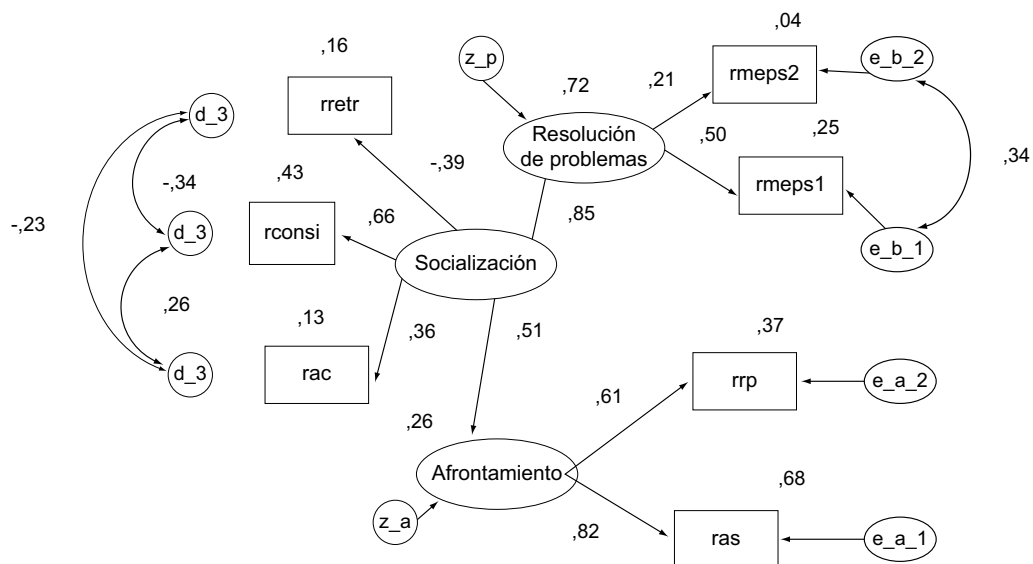 ,04
,16
z_p
e_b_2
rmeps2
,72
,21
rretr
d_3
Resolución
de problemas
,50
,25
-,39
,34
,43
-,34
rmeps1
,66
,85
-,23
d_3
rconsi
e_b_1
Socialización
,26
,13
,36
,51
,37
d_3
rac
rrp
e_a_2
,61
,26
Afrontamiento
,68
z_a
,82
ras
e_a_1